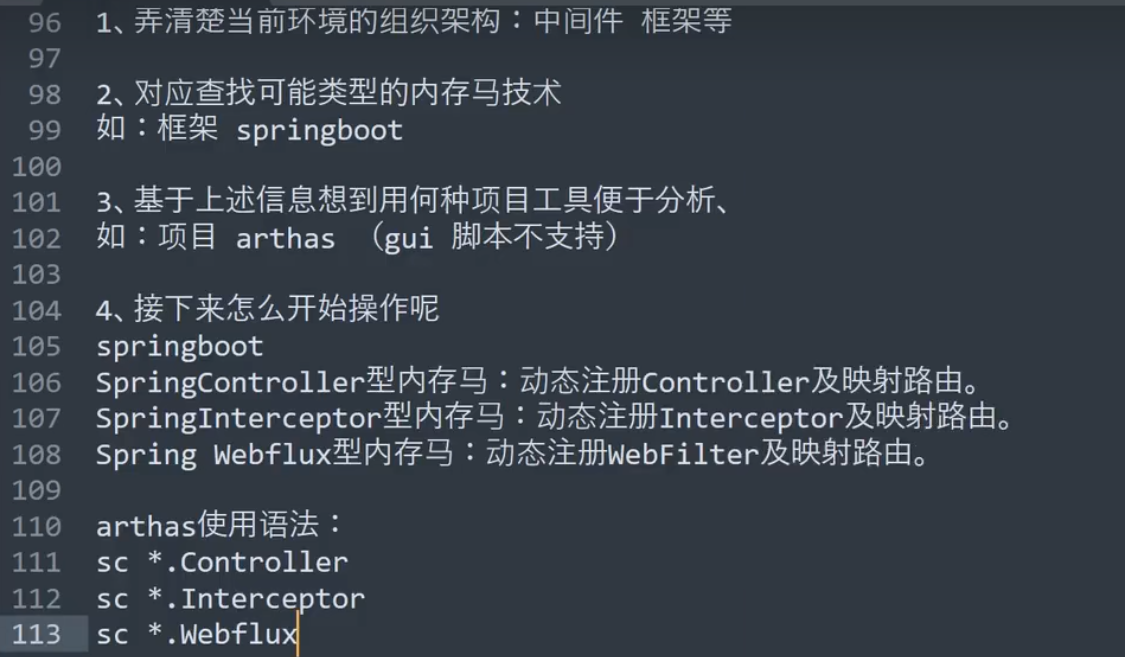 96 1、弄清楚当前环境的组织架构：中间件 框架等
97
98 2、对应查找可能类型的内存马技术
99 如：框架 springboot
100
101 3、基于上述信息想到用何种项目工具便于分析、
102 如：项目 arthas （gui 脚本不支持）
103
104 4、接下来怎么开始操作呢
105 springboot
106 SpringController型内存马：动态注册Controller及映射路由。
107 SpringInterceptor型内存马：动态注册Interceptor及映射路由。
108 Spring Webflux型内存马：动态注册WebFilter及映射路由。
109
110 arthas使用语法：
111 sc *.Controller
112 sc *.Interceptor
113 sc *.Webflux